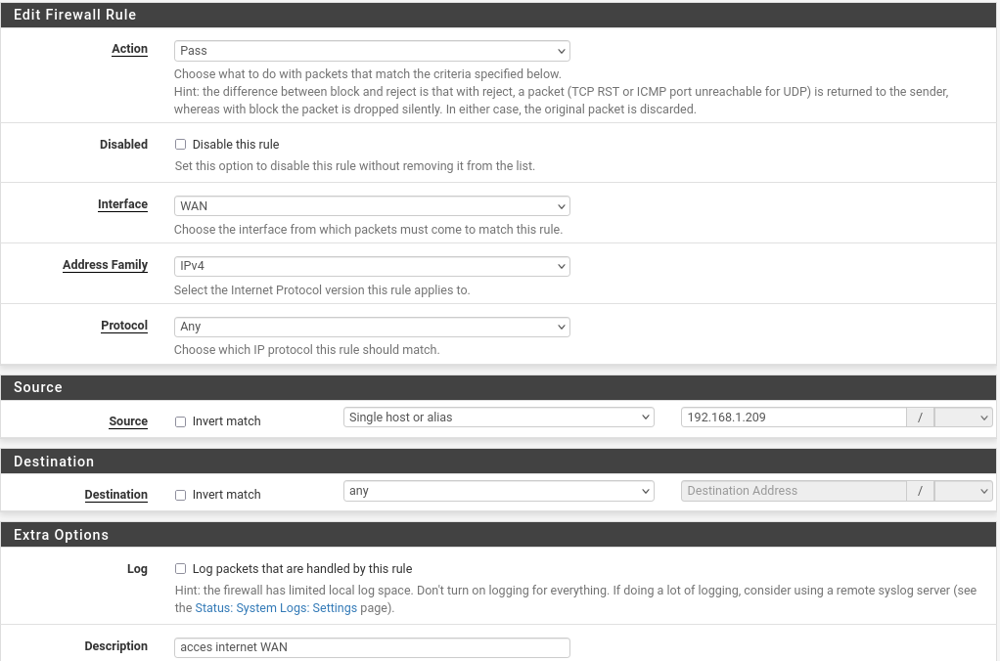 Edit Firewall Rule
Action
Pass
Choose what to do with packets that match the criteria specified below.
Hint: the difference between block and reject is that with reject, a packet (TCP RST or ICMP port unreachable for UDP) is returned to the sender,
whereas with block the packet is dropped silently. In either case, the original packet is discarded.
Disabled
Disable this rule
Set this option to disable this rule without removing it from the list.
Interface
WAN
Choose the interface from which packets must come to match this rule.
Address Family
IPv4
Select the Internet Protocol version this rule applies to.
Protocol
Any
Choose which IP protocol this rule should match.
Source
Source Invert match Single host or alias 192.168.1.209 /
Destination
Destination Invert match any Destination Address /
Extra Options
Log
Log packets that are handled by this rule
Hint: the firewall has limited local log space. Don't turn on logging for everything. If doing a lot of logging, consider using a remote syslog server (see
the Status: System Logs: Settings page).
Description
acces internet WAN